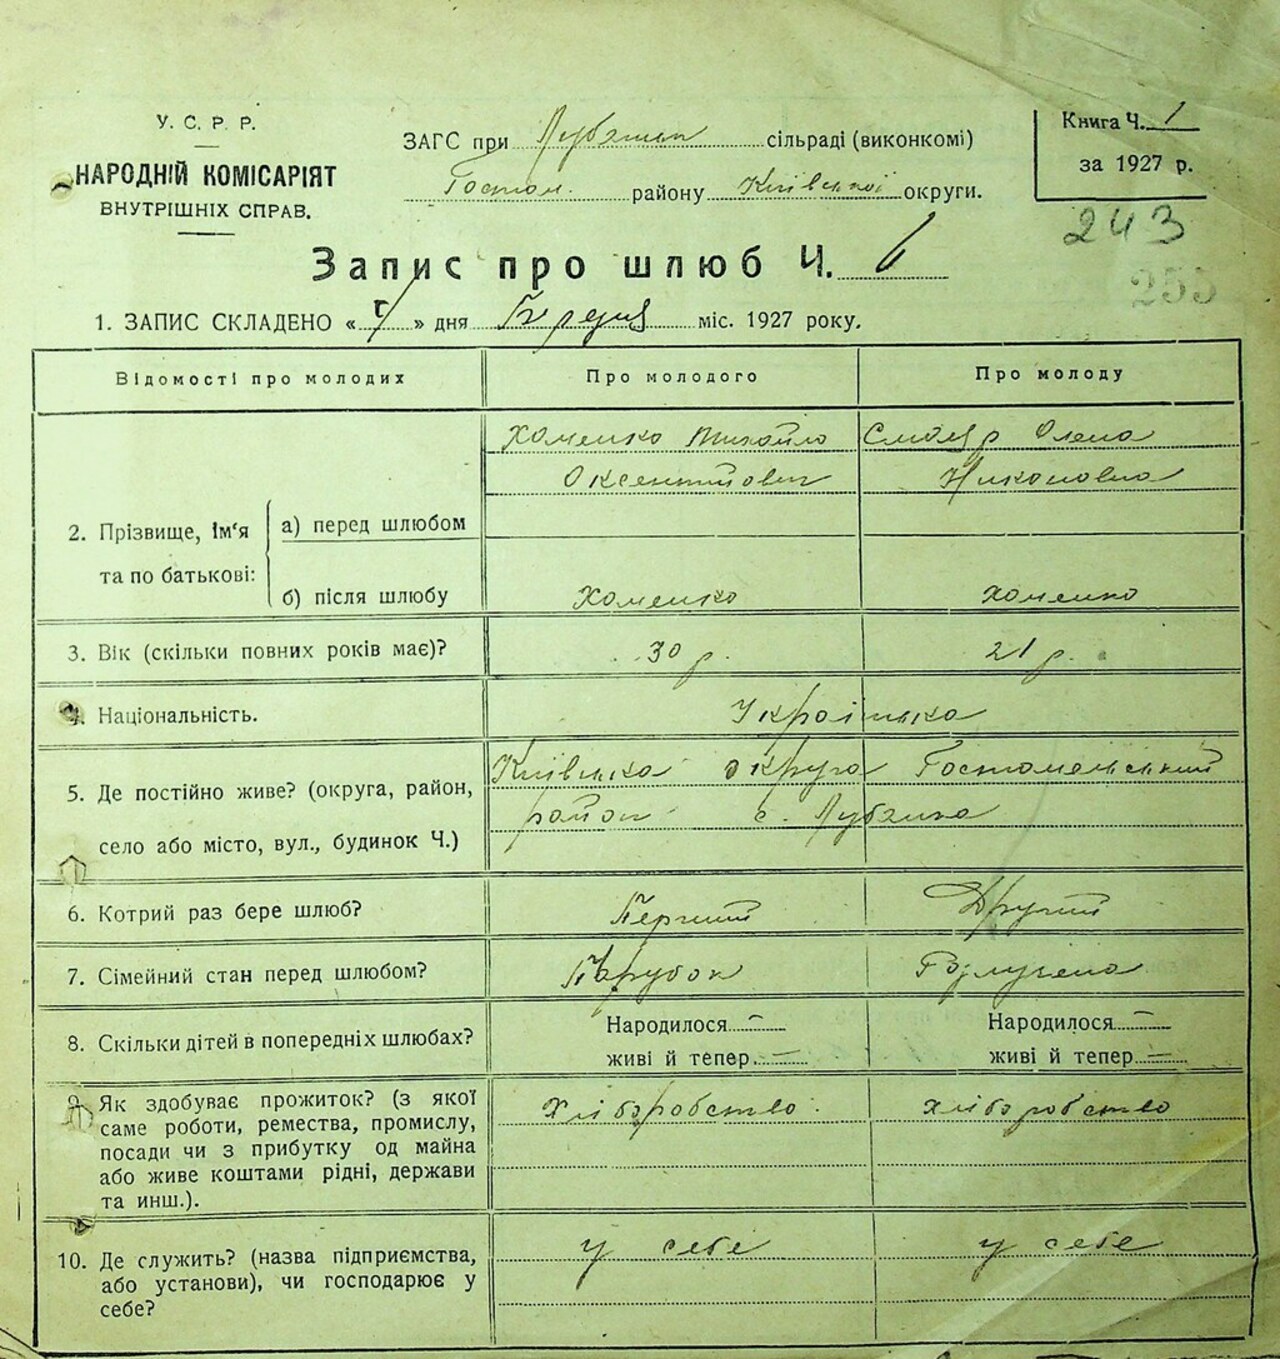 У. С. Р. Р.
НАРОДНІЙ КОМІСАРІЯТ
ВНУТРІШНІХ СПРАВ.
ЗАГС при Лубянськ сільраді (виконкомі)
Гостом. району Київської округи.
Книга Ч. 1
за 1927 р.
243
255
Запис про шлюб Ч. 6
1. ЗАПИС СКЛАДЕНО « » дня Березня міс. 1927 року.
Відомості про молодих
Про молодого
Про молоду
2. Прізвище, ім‘я
та по батькові:
а) перед шлюбом
Хоменко Михайло
Оксентійович
Смоляр Олена
Никоновна
б) після шлюбу
Хоменко
Хоменко
3. Вік (скільки повних років має)?
30 р.
21 р.
4. Національність.
Українська
5. Де постійно живе? (округа, район,
село або місто, вул., будинок Ч.)
Київська округа Гостомельський
район с. Лубянка
6. Котрий раз бере шлюб?
Перший
Другий
7. Сімейний стан перед шлюбом?
Парубок
Розлучена
8. Скільки дітей в попередніх шлюбах?
Народилося —
живі й тепер —
Народилося —
живі й тепер —
9. Як здобуває прожиток? (з якої
саме роботи, ремества, промислу,
посади чи з прибутку од майна
або живе коштами рідні, держави
та инш.).
Хліборобство.
Хліборобство
10. Де служить? (назва підприємства,
або установи), чи господарює у
себе?
у себе
у себе